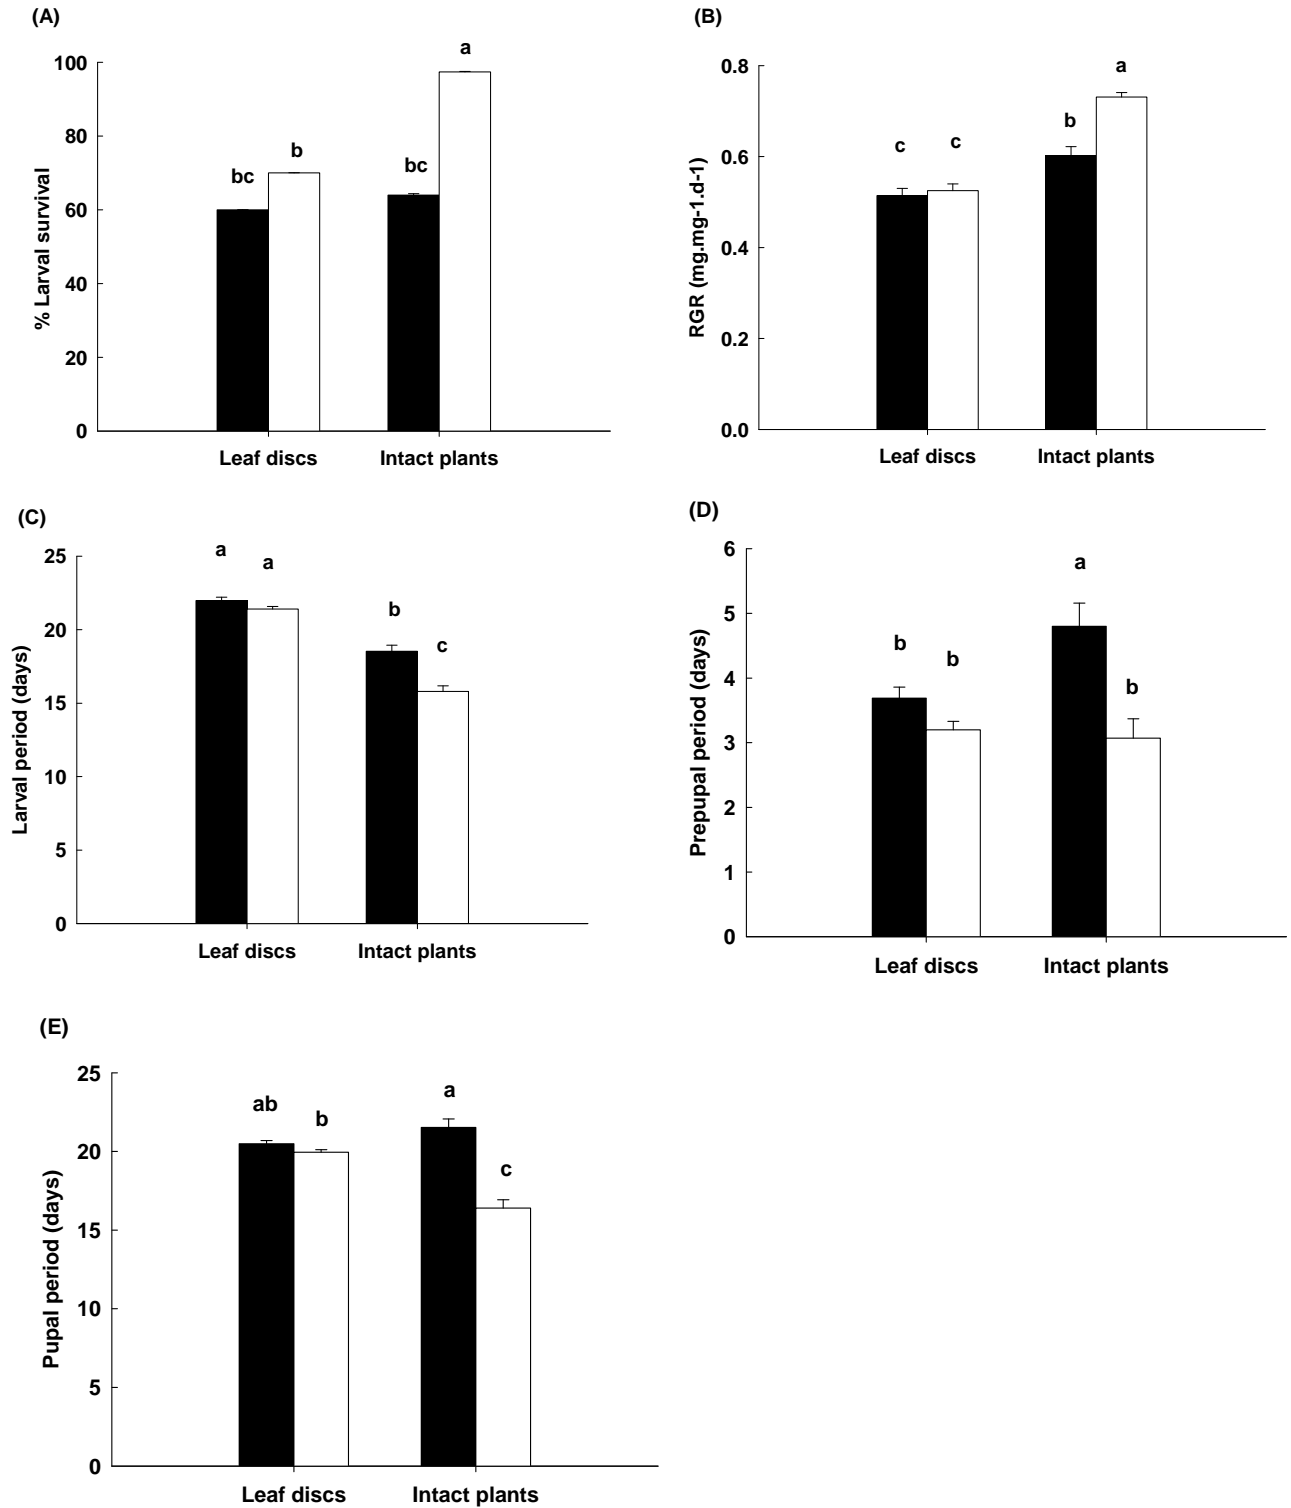 (A)
% Larval survival
100
80
60
40
20
0
bc
b
bc
a
Leaf discs
Intact plants
(B)
RGR (mg.mg-1.d-1)
0.8
0.6
0.4
0.2
0.0
c
c
b
a
Leaf discs
Intact plants
(C)
Larval period (days)
25
20
15
10
5
0
a
a
b
c
Leaf discs
Intact plants
(D)
Prepupal period (days)
6
5
4
3
2
1
0
b
b
a
b
Leaf discs
Intact plants
(E)
Pupal period (days)
25
20
15
10
5
0
ab
b
a
c
Leaf discs
Intact plants